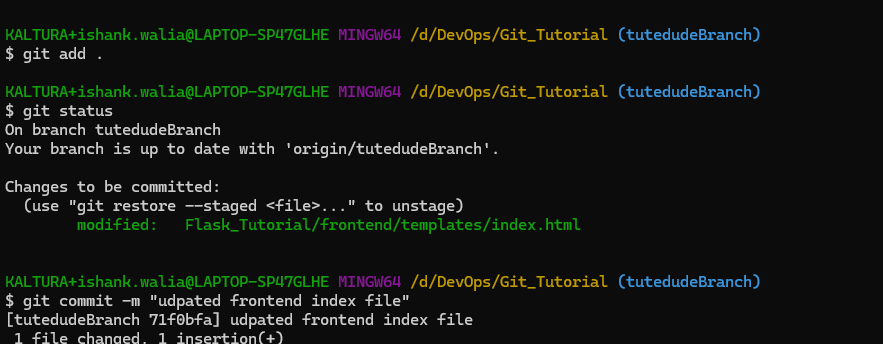 KALTURA+ishank.walia@LAPTOP-SP47GLHE MINGW64 /d/DevOps/Git_Tutorial (tutedudeBranch)
$ git add .
KALTURA+ishank.walia@LAPTOP-SP47GLHE MINGW64 /d/DevOps/Git_Tutorial (tutedudeBranch)
$ git status
On branch tutedudeBranch
Your branch is up to date with 'origin/tutedudeBranch'.
Changes to be committed:
  (use "git restore --staged <file>..." to unstage)
        modified:   Flask_Tutorial/frontend/templates/index.html
KALTURA+ishank.walia@LAPTOP-SP47GLHE MINGW64 /d/DevOps/Git_Tutorial (tutedudeBranch)
$ git commit -m "udpated frontend index file"
[tutedudeBranch 71f0bfa] udpated frontend index file
 1 file changed, 1 insertion(+)